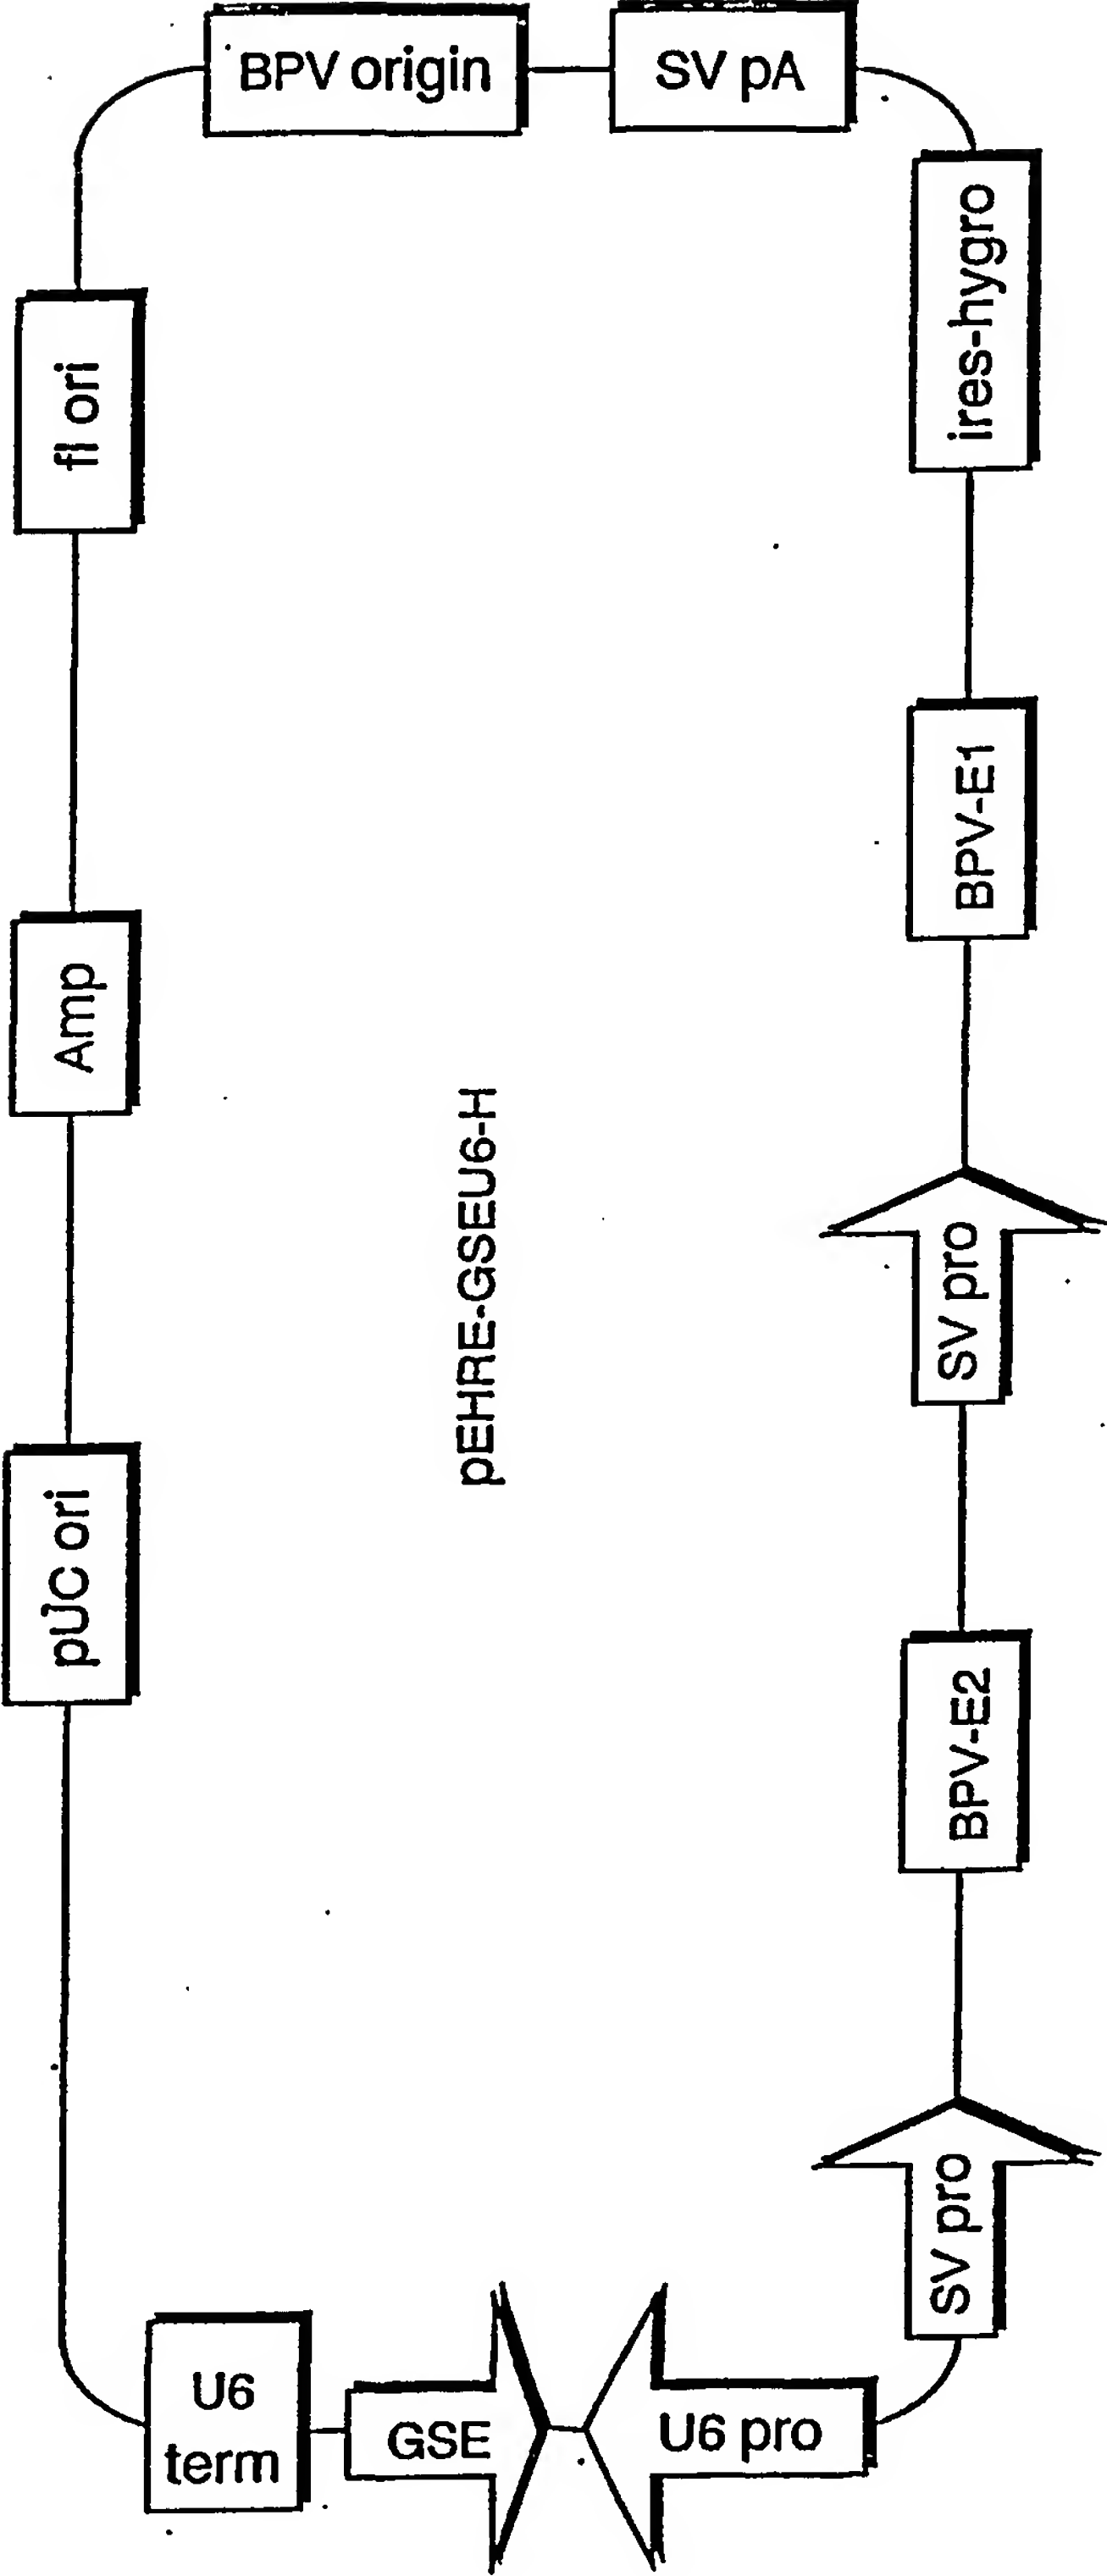 BPV origin
SV pA
ires-hygro
BPV-E1
SV pro
BPV-E2
SV pro
U6 pro
GSE
U6
term
pUC ori
Amp
fl ori
pEHRE-GSEU6-H